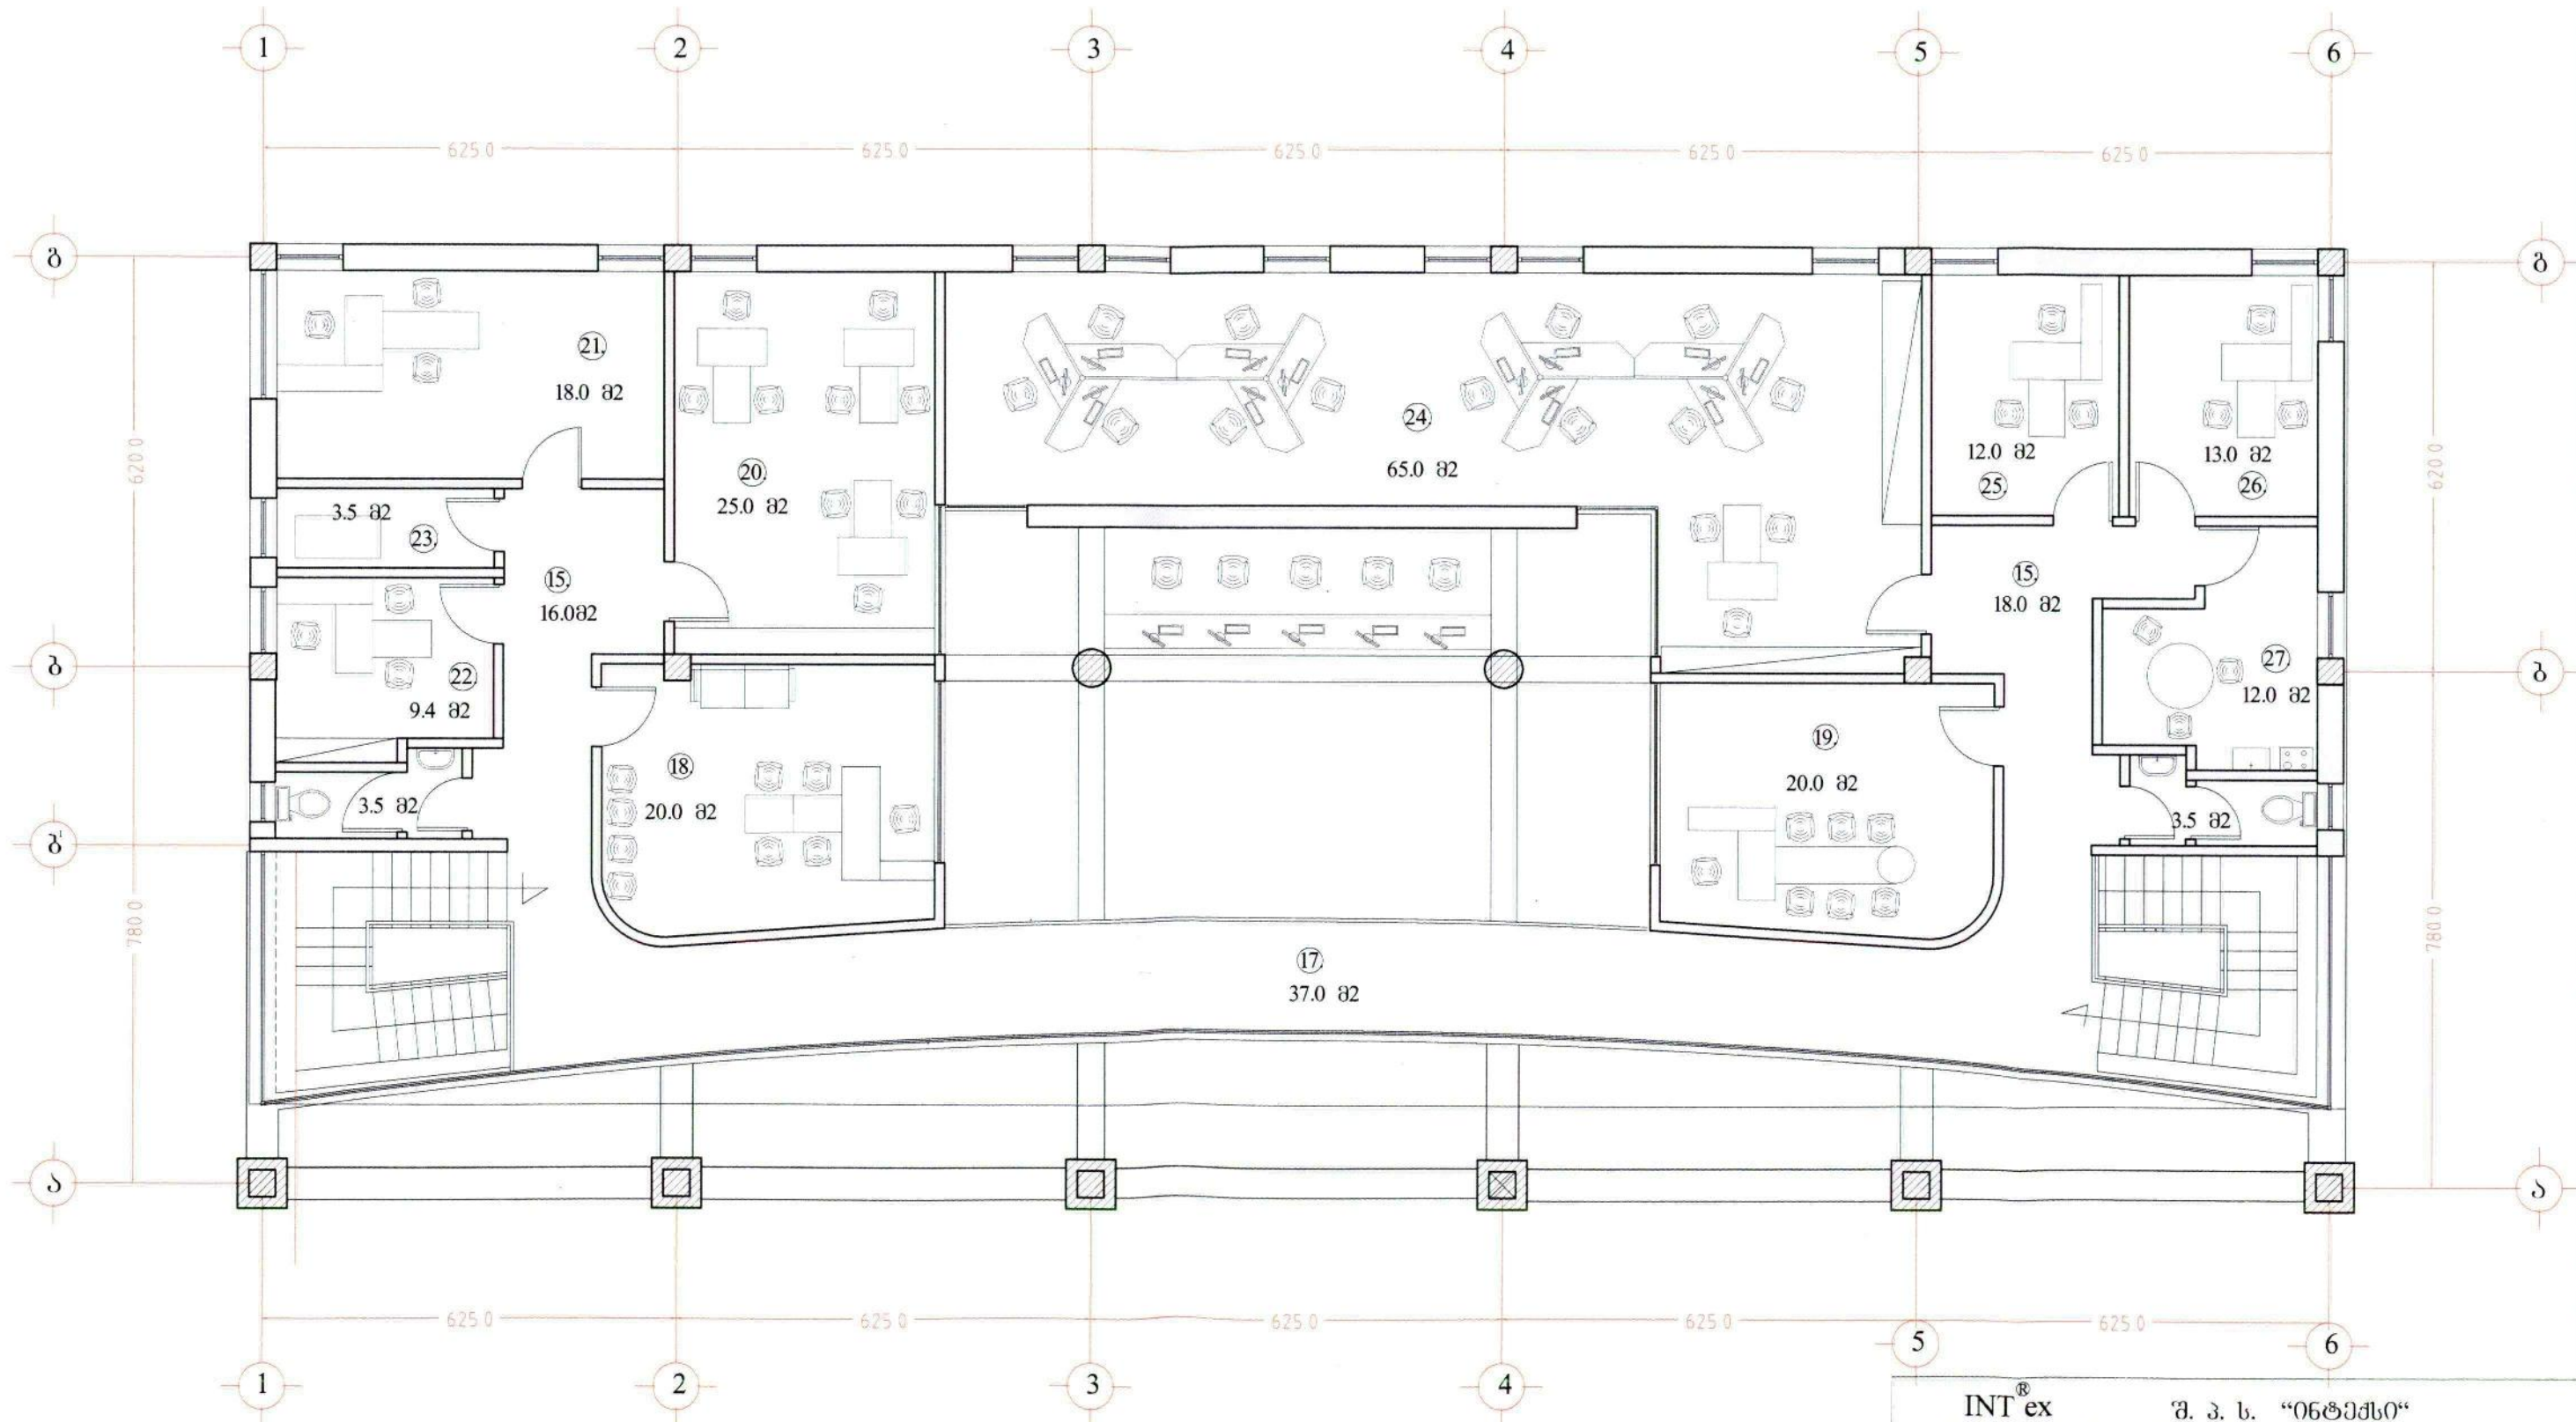 1 2 3 4 5 6
625.0 625.0 625.0 625.0 625.0
გ გ
620.0 620.0
21.
18.0 მ2
20.
25.0 მ2
24.
65.0 მ2
12.0 მ2
25.
13.0 მ2
26.
3.5 მ2
23.
15.
16.0მ2
15.
18.0 მ2
22.
9.4 მ2
27.
12.0 მ2
ბ ბ
18.
20.0 მ2
19.
20.0 მ2
3.5 მ2
3.5 მ2
ბ'
780.0 780.0
17.
37.0 მ2
ა ა
625.0 625.0 625.0 625.0 625.0
1 2 3 4 5 6
INT® ex შ. პ. ს. “ინტექსი“